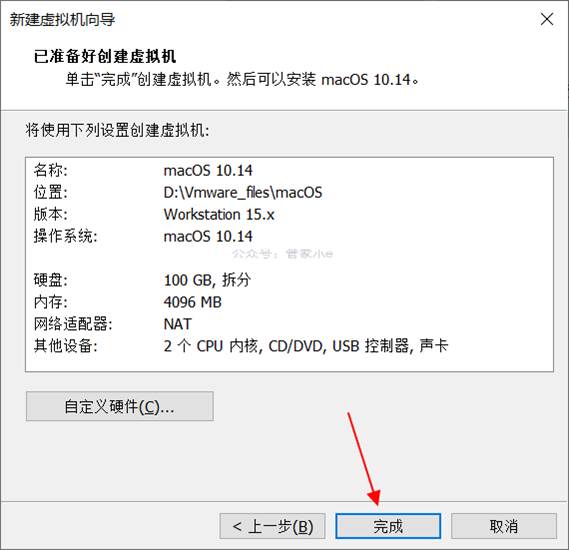 新建虚拟机向导
已准备好创建虚拟机
单击“完成”创建虚拟机。然后可以安装 macOS 10.14。
将使用下列设置创建虚拟机:
名称: macOS 10.14
位置: D:\Vmware_files\macOS
版本: Workstation 15.x
操作系统: macOS 10.14
公众号：管家小e
硬盘: 100 GB, 拆分
内存: 4096 MB
网络适配器: NAT
其他设备: 2 个 CPU 内核, CD/DVD, USB 控制器, 声卡
自定义硬件(C)...
< 上一步(B) 完成 取消